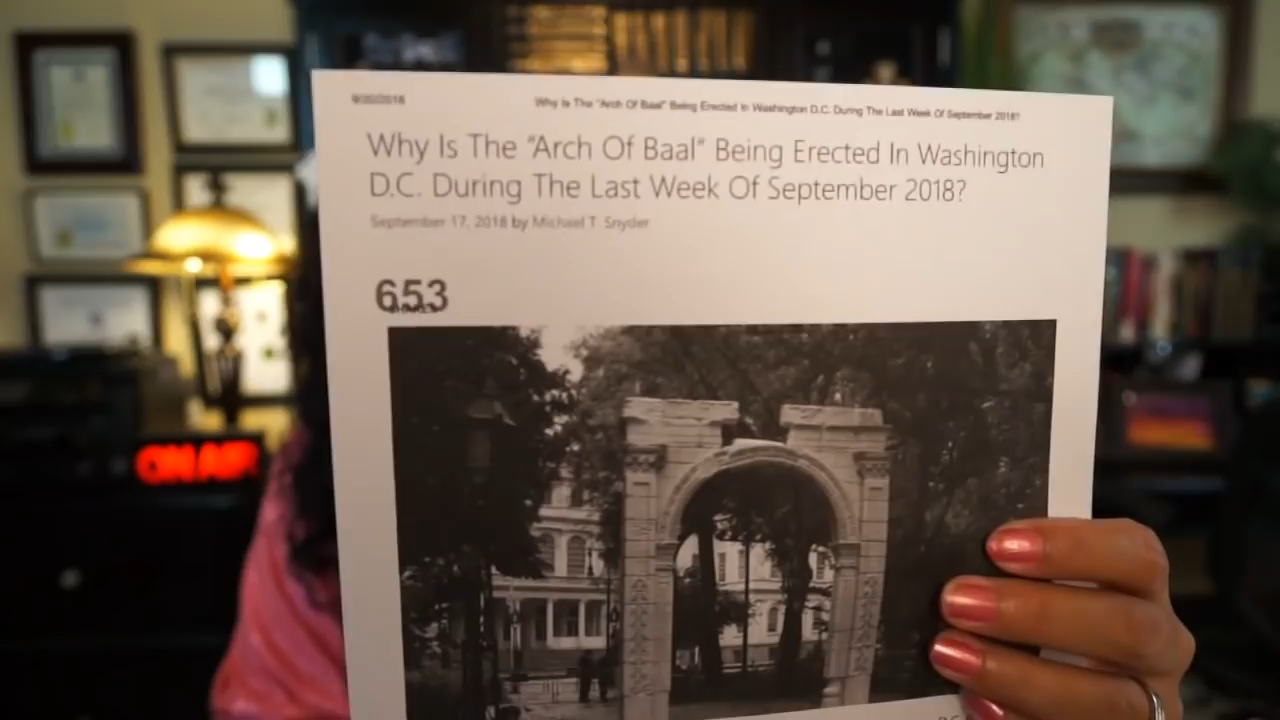 9/20/2018 Why Is The "Arch Of Baal" Being Erected In Washington D.C. During The Last Week Of September 2018?
Why Is The “Arch Of Baal” Being Erected In Washington
D.C. During The Last Week Of September 2018?
September 17, 2018 by Michael T. Snyder
653
ON AIR